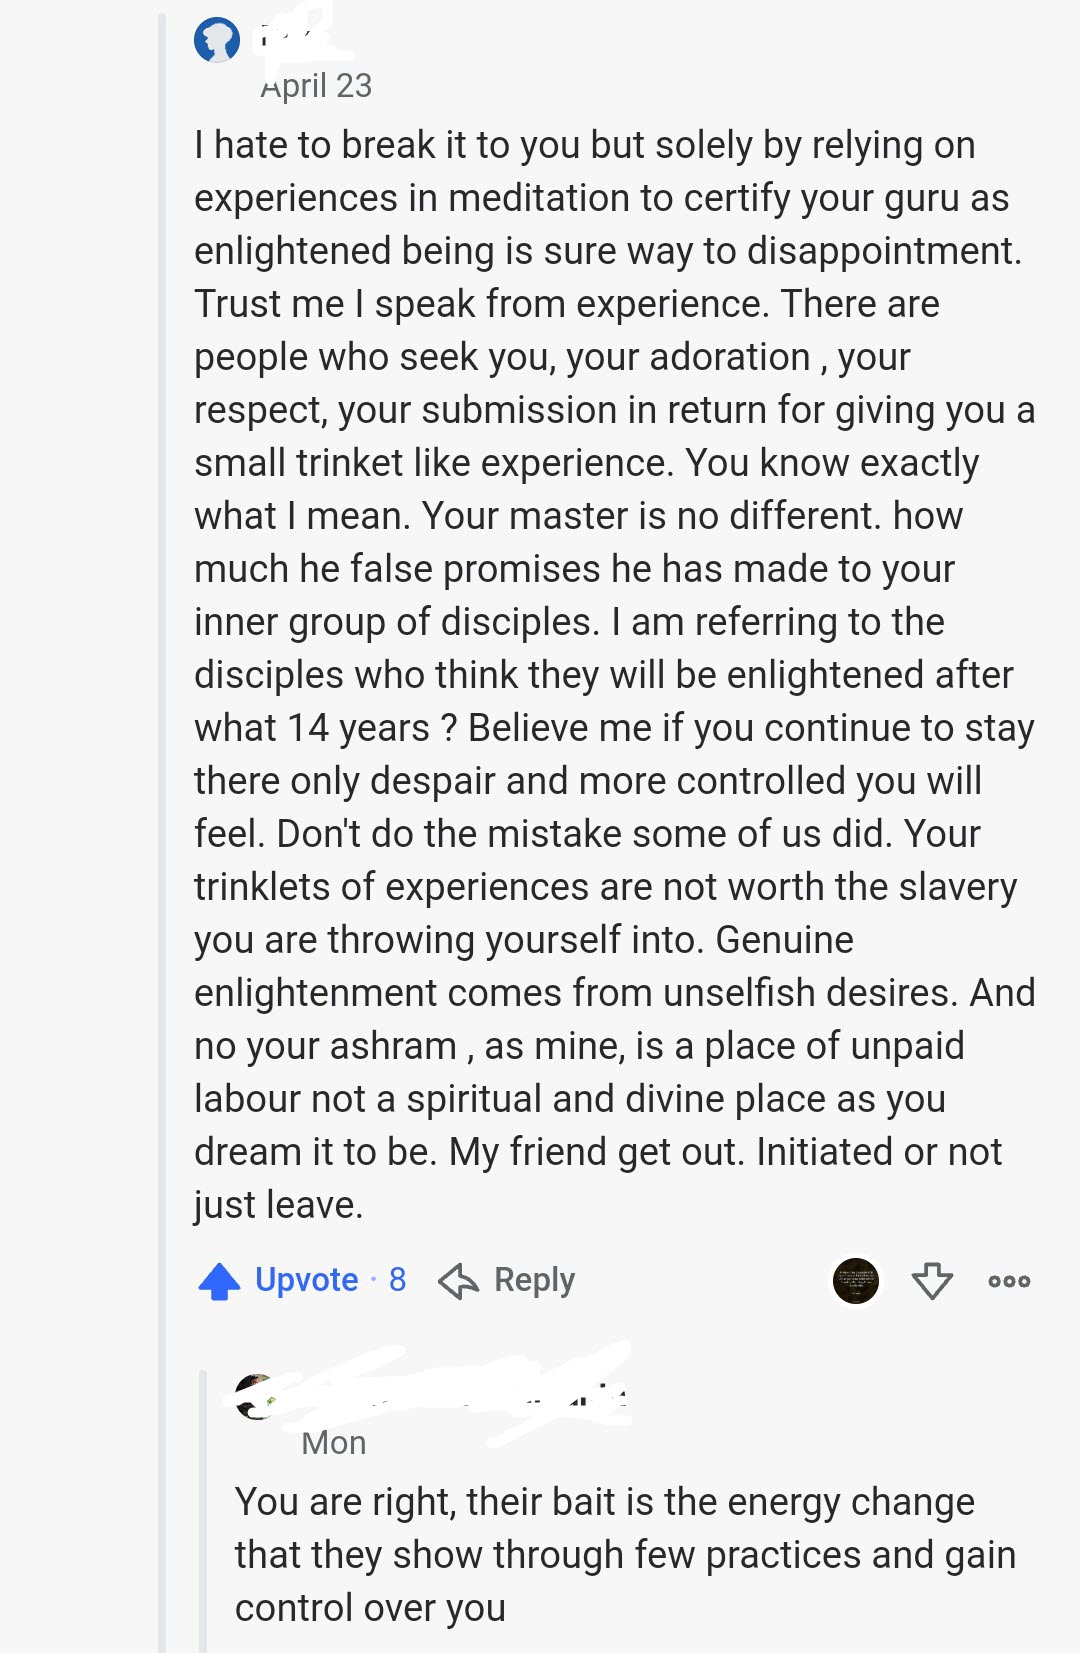 April 23
I hate to break it to you but solely by relying on
experiences in meditation to certify your guru as
enlightened being is sure way to disappointment.
Trust me I speak from experience. There are
people who seek you, your adoration , your
respect, your submission in return for giving you a
small trinket like experience. You know exactly
what I mean. Your master is no different. how
much he false promises he has made to your
inner group of disciples. I am referring to the
disciples who think they will be enlightened after
what 14 years ? Believe me if you continue to stay
there only despair and more controlled you will
feel. Don't do the mistake some of us did. Your
trinklets of experiences are not worth the slavery
you are throwing yourself into. Genuine
enlightenment comes from unselfish desires. And
no your ashram , as mine, is a place of unpaid
labour not a spiritual and divine place as you
dream it to be. My friend get out. Initiated or not
just leave.
Upvote · 8 Reply
Mon
You are right, their bait is the energy change
that they show through few practices and gain
control over you